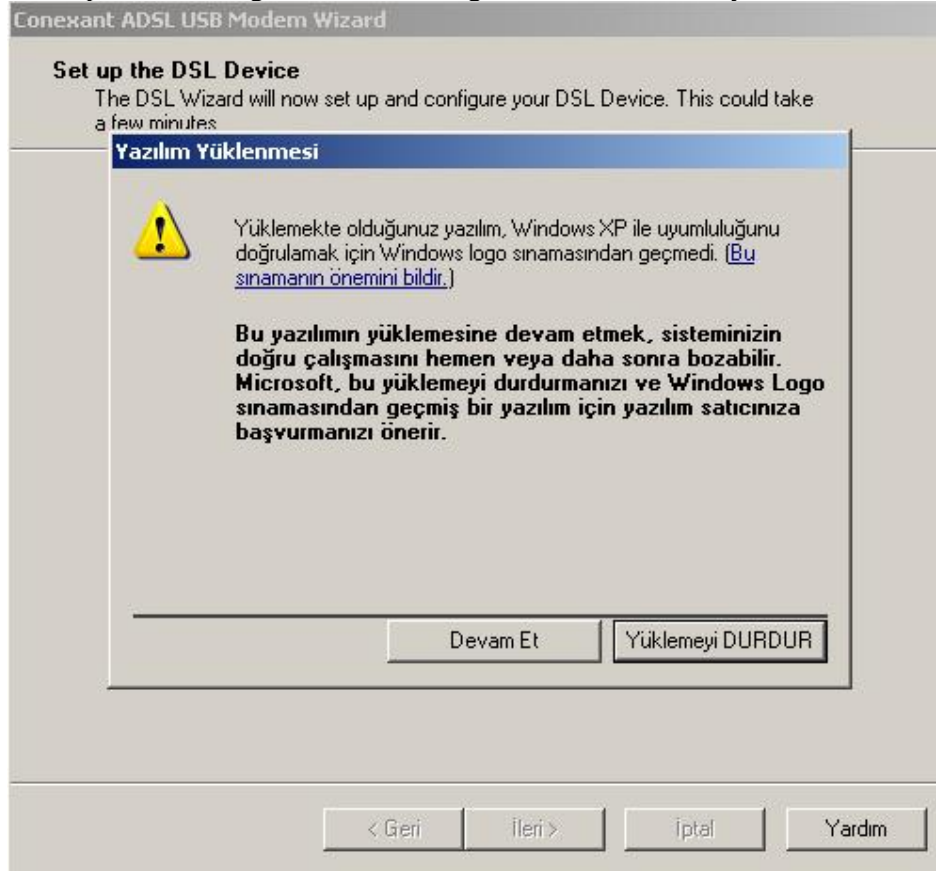 Conexant ADSL USB Modem Wizard
Set up the DSL Device
The DSL Wizard will now set up and configure your DSL Device. This could take
a few minutes
Yazılım Yüklenmesi
Yüklemekte olduğunuz yazılım, Windows XP ile uyumluluğunu
doğrulamak için Windows logo sınamasından geçmedi. (Bu
sınamanın önemini bildir.)
Bu yazılımın yüklemesine devam etmek, sisteminizin
doğru çalışmasını hemen veya daha sonra bozabilir.
Microsoft, bu yüklemeyi durdurmanızı ve Windows Logo
sınamasından geçmiş bir yazılım için yazılım satıcınıza
başvurmanızı önerir.
Devam Et Yüklemeyi DURDUR
< Geri İleri > İptal Yardım